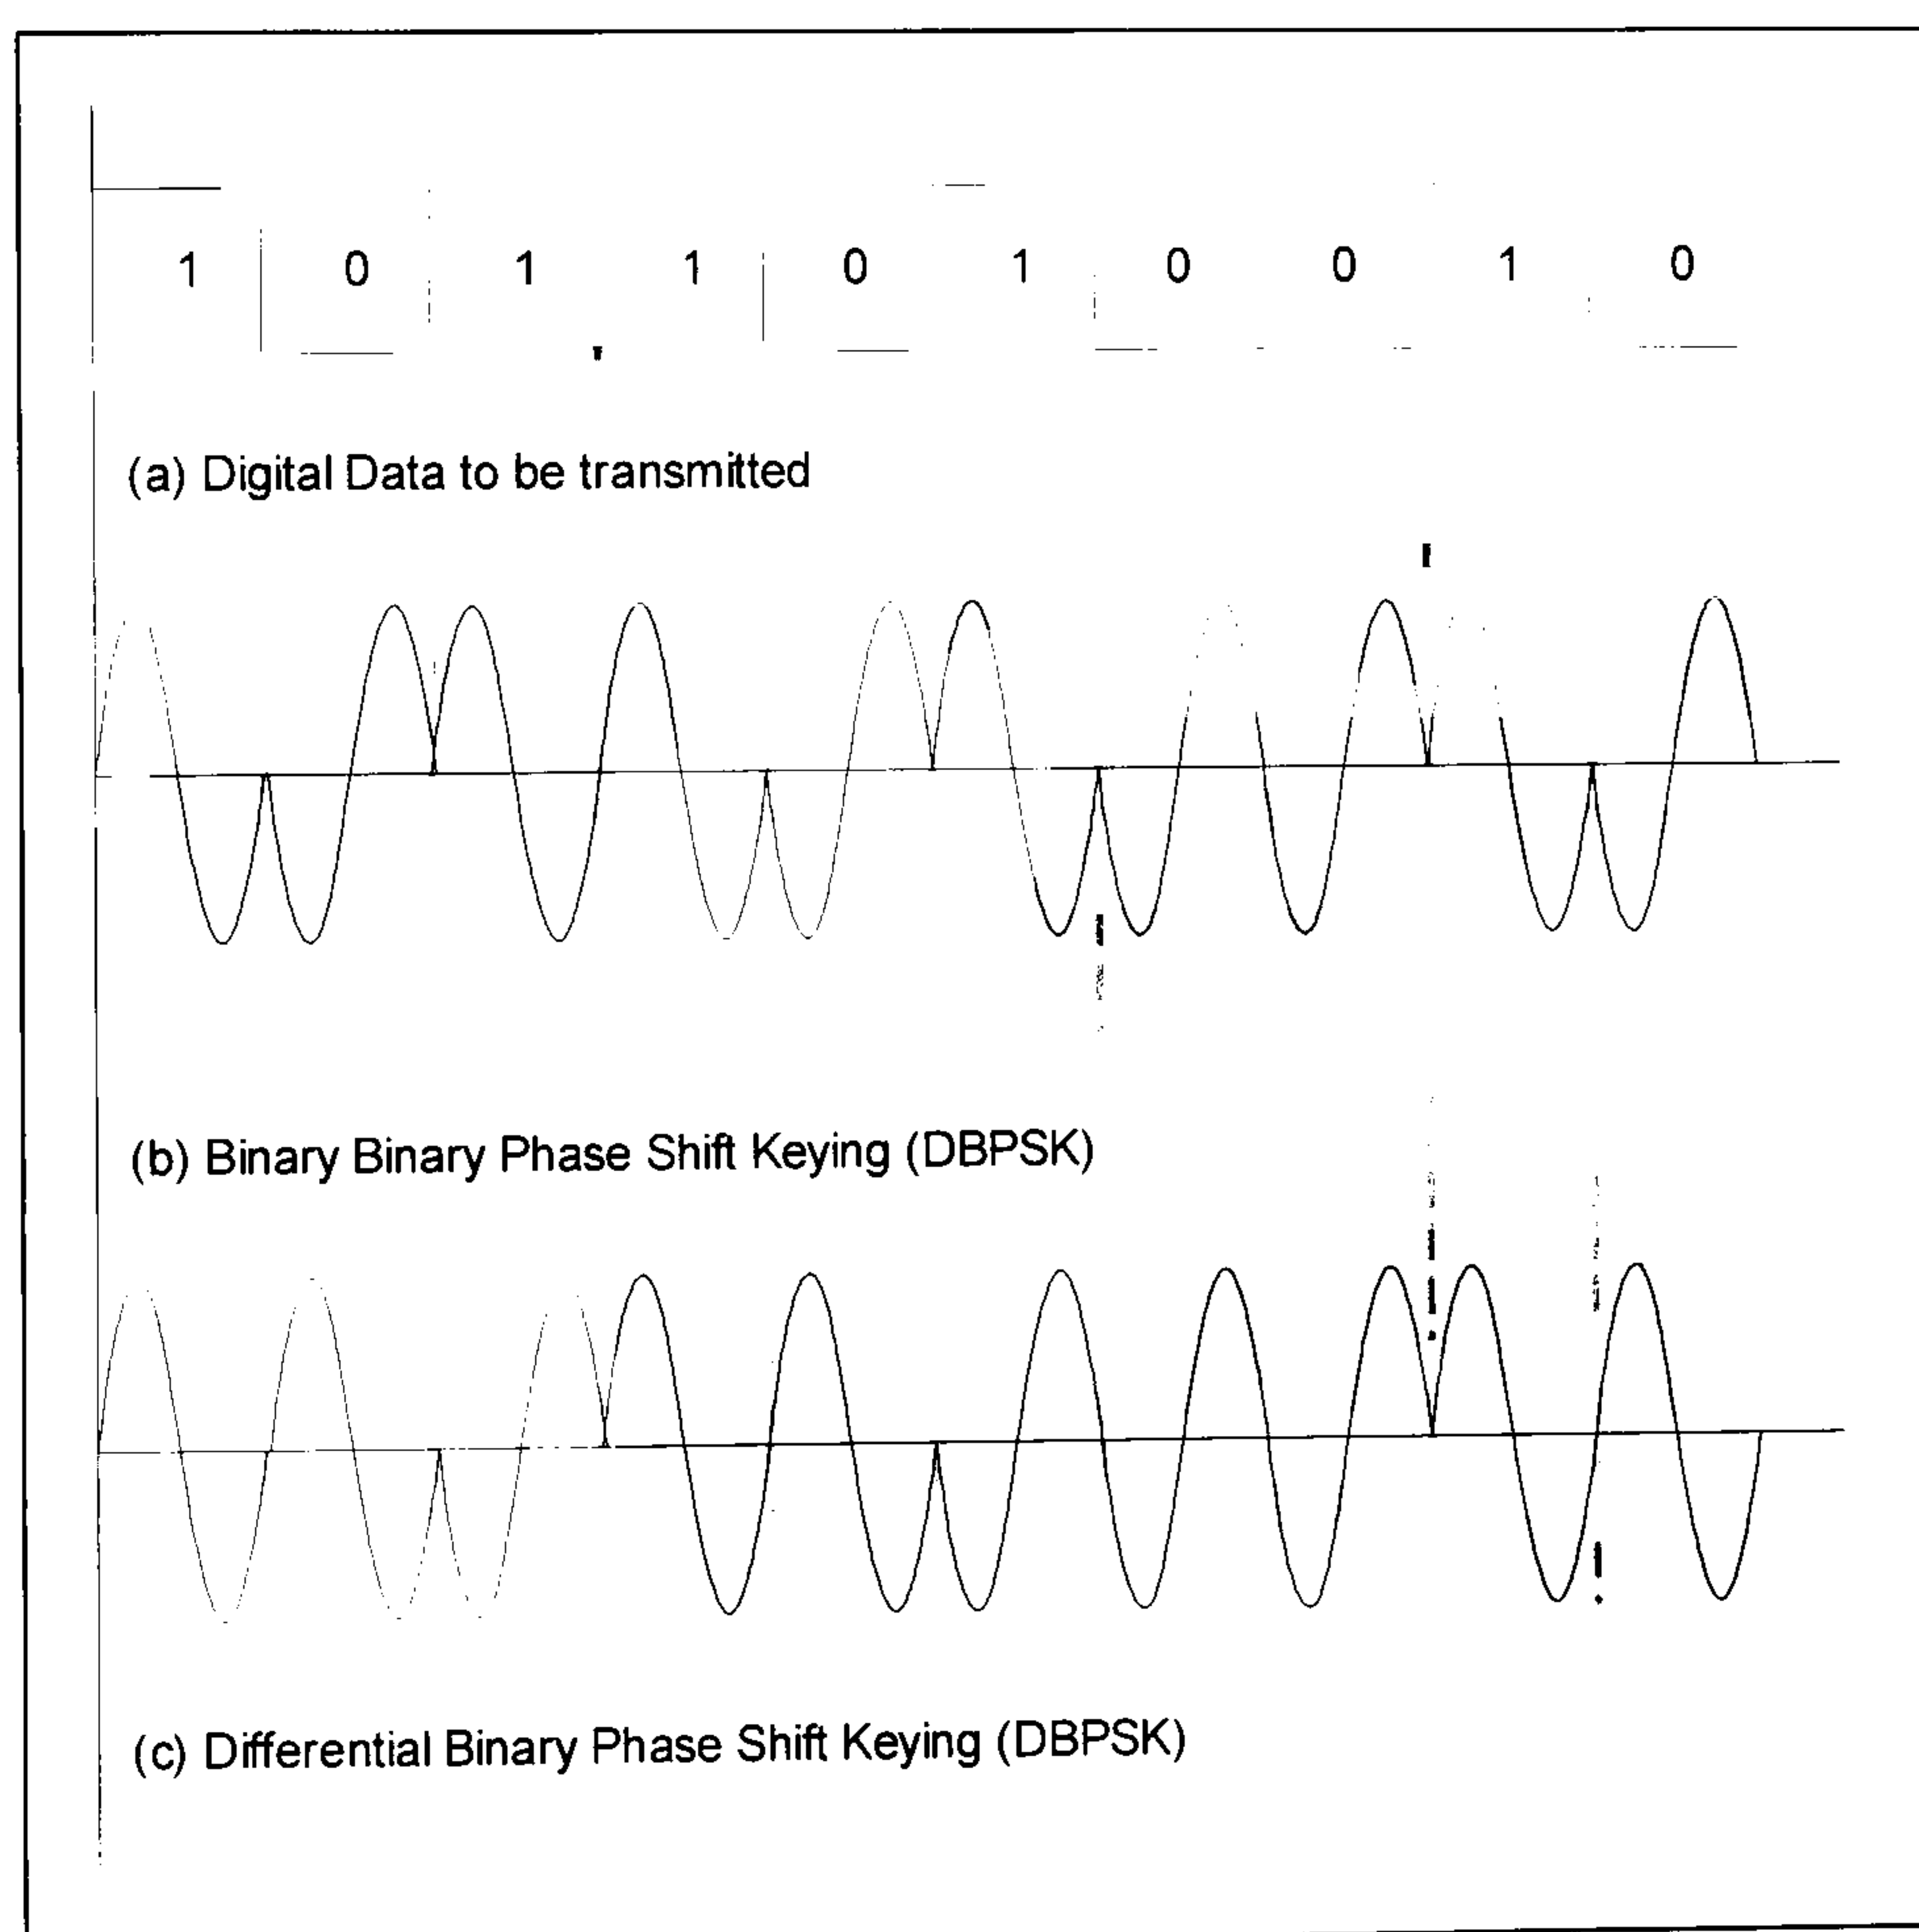 1 0 1 1 0 1 0 0 1 0
(a) Digital Data to be transmitted
(b) Binary Binary Phase Shift Keying (DBPSK)
(c) Differential Binary Phase Shift Keying (DBPSK)